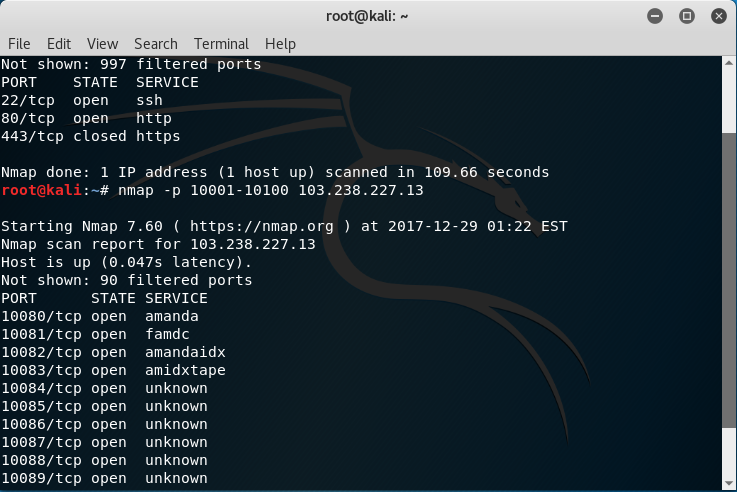 root@kali: ~
File Edit View Search Terminal Help
Not shown: 997 filtered ports
PORT    STATE  SERVICE
22/tcp  open   ssh
80/tcp  open   http
443/tcp closed https

Nmap done: 1 IP address (1 host up) scanned in 109.66 seconds
root@kali:~# nmap -p 10001-10100 103.238.227.13

Starting Nmap 7.60 ( https://nmap.org ) at 2017-12-29 01:22 EST
Nmap scan report for 103.238.227.13
Host is up (0.047s latency).
Not shown: 90 filtered ports
PORT      STATE SERVICE
10080/tcp open  amanda
10081/tcp open  famdc
10082/tcp open  amandaidx
10083/tcp open  amidxtape
10084/tcp open  unknown
10085/tcp open  unknown
10086/tcp open  unknown
10087/tcp open  unknown
10088/tcp open  unknown
10089/tcp open  unknown